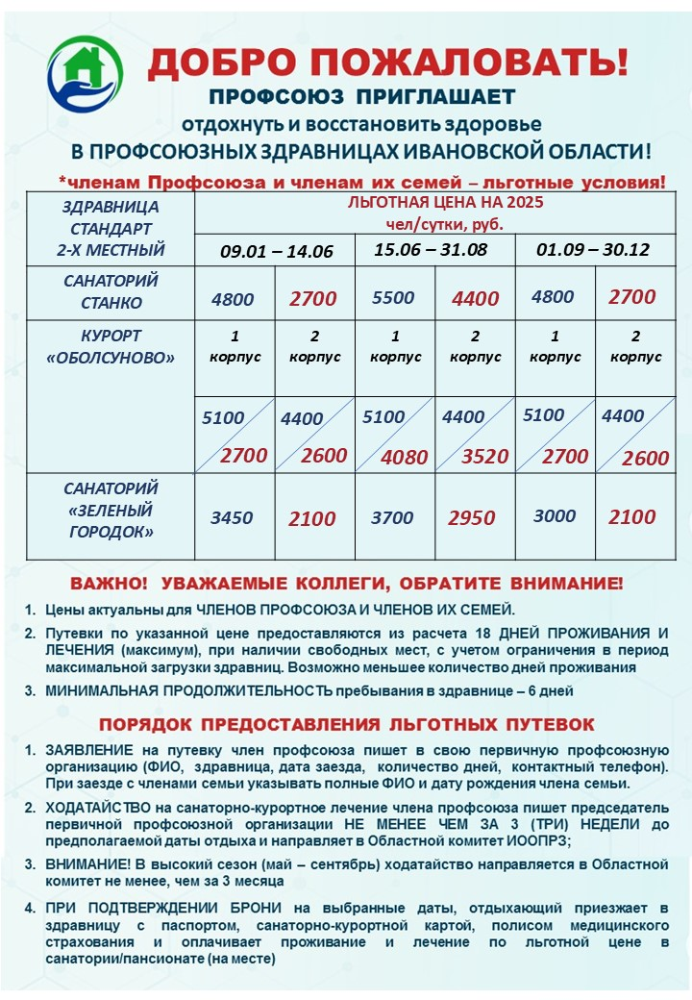 ДОБРО ПОЖАЛОВАТЬ!
ПРОФСОЮЗ ПРИГЛАШАЕТ
отдохнуть и восстановить здоровье
В ПРОФСОЮЗНЫХ ЗДРАВНИЦАХ ИВАНОВСКОЙ ОБЛАСТИ!
*членам Профсоюза и членам их семей – льготные условия!
ЗДРАВНИЦА
СТАНДАРТ
2-Х МЕСТНЫЙ
ЛЬГОТНАЯ ЦЕНА НА 2025
чел/сутки, руб.
09.01 – 14.06 15.06 – 31.08 01.09 – 30.12
САНАТОРИЙ
СТАНКО
4800 2700 5500 4400 4800 2700
КУРОРТ
«ОБОЛСУНОВО»
1 2 1 2 1 2
корпус корпус корпус корпус корпус корпус
5100 4400 5100 4400 5100 4400
2700 2600 4080 3520 2700 2600
САНАТОРИЙ
«ЗЕЛЕНЫЙ
ГОРОДОК»
3450 2100 3700 2950 3000 2100
ВАЖНО! УВАЖАЕМЫЕ КОЛЛЕГИ, ОБРАТИТЕ ВНИМАНИЕ!
1. Цены актуальны для ЧЛЕНОВ ПРОФСОЮЗА И ЧЛЕНОВ ИХ СЕМЕЙ.
2. Путевки по указанной цене предоставляются из расчета 18 ДНЕЙ ПРОЖИВАНИЯ И
ЛЕЧЕНИЯ (максимум), при наличии свободных мест, с учетом ограничения в период
максимальной загрузки здравниц. Возможно меньшее количество дней проживания
3. МИНИМАЛЬНАЯ ПРОДОЛЖИТЕЛЬНОСТЬ пребывания в здравнице – 6 дней
ПОРЯДОК ПРЕДОСТАВЛЕНИЯ ЛЬГОТНЫХ ПУТЕВОК
1. ЗАЯВЛЕНИЕ на путевку член профсоюза пишет в свою первичную профсоюзную
организацию (ФИО, здравница, дата заезда, количество дней, контактный телефон).
При заезде с членами семьи указывать полные ФИО и дату рождения члена семьи.
2. ХОДАТАЙСТВО на санаторно-курортное лечение члена профсоюза пишет председатель
первичной профсоюзной организации НЕ МЕНЕЕ ЧЕМ ЗА 3 (ТРИ) НЕДЕЛИ до
предполагаемой даты отдыха и направляет в Областной комитет ИООПРЗ;
3. ВНИМАНИЕ! В высокий сезон (май – сентябрь) ходатайство направляется в Областной
комитет не менее, чем за 3 месяца
4. ПРИ ПОДТВЕРЖДЕНИИ БРОНИ на выбранные даты, отдыхающий приезжает в
здравницу с паспортом, санаторно-курортной картой, полисом медицинского
страхования и оплачивает проживание и лечение по льготной цене в
санатории/пансионате (на месте)